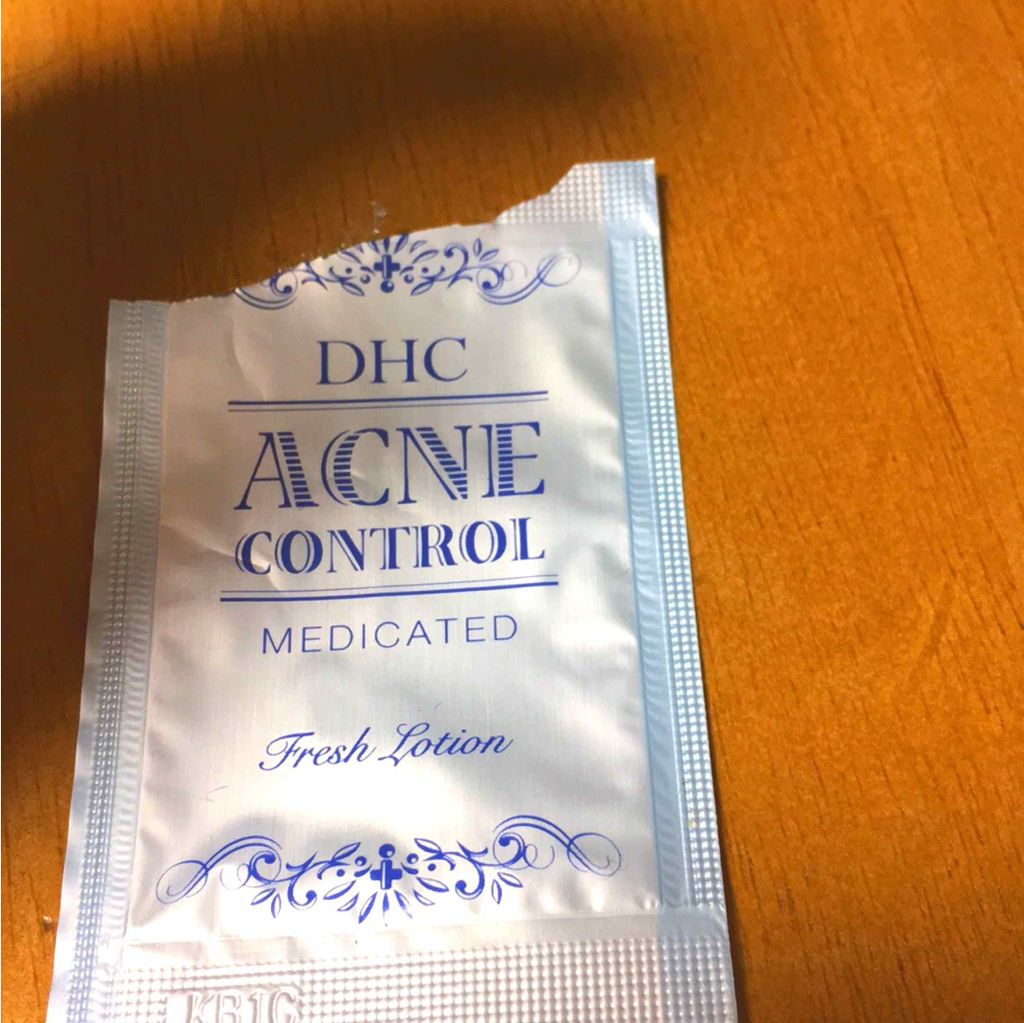 DHC
ACNE
CONTROL
MEDICATED
Fresh Lotion